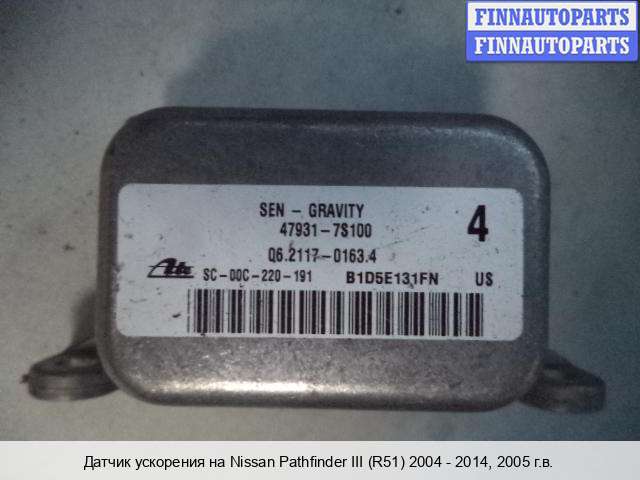 FINNAUTOPARTS
FINNAUTOPARTS
SEN - GRAVITY
47931-7S100
4
06.2117-0163.4
Ate SC-00C-220-191 B1D5E131FN US
Датчик ускорения на Nissan Pathfinder III (R51) 2004 - 2014, 2005 г.в.